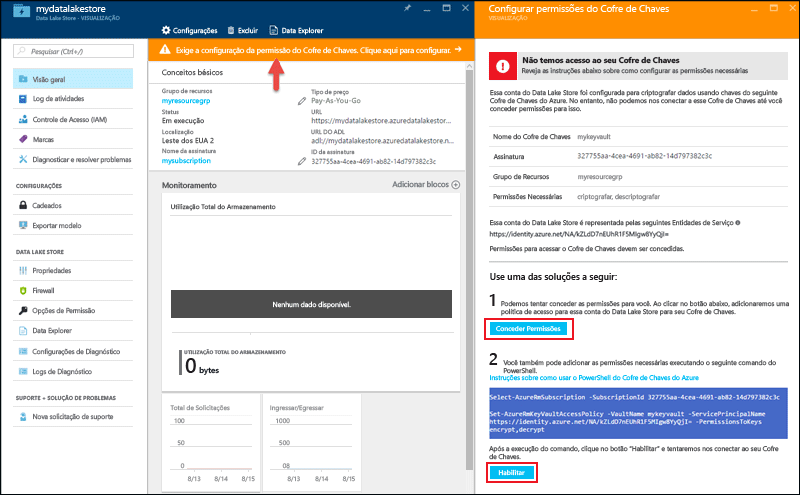 mydatalakestore
Data Lake Store - VISUALIZAÇÃO
Pesquisar (Ctrl+/)
Visão geral
Log de atividades
Controle de Acesso (IAM)
Marcas
Diagnosticar e resolver problemas
CONFIGURAÇÕES
Cadeados
Exportar modelo
DATA LAKE STORE
Propriedades
Firewall
Opções de Permissão
Data Explorer
Configurações de Diagnóstico
Logs de Diagnóstico
SUPORTE + SOLUÇÃO DE PROBLEMAS
Nova solicitação de suporte
Configurações Excluir Data Explorer
Exige a configuração da permissão do Cofre de Chaves. Clique aqui para configurar.
Conceitos básicos
Grupo de recursos
myresourcegrp
Status
Em execução
Localização
Leste dos EUA 2
Nome da assinatura
mysubscription
Tipo de preço
Pay-As-You-Go
URL
https://mydatalakestore.azuredatalakestore...
URL DO ADL
adl://mydatalakestore.azuredatalakestore.n...
ID da assinatura
327755aa-4cea-4691-ab82-14d797382c3c
Monitoramento
Adicionar blocos
Utilização Total do Armazenamento
Nenhum dado disponível.
UTILIZAÇÃO TOTAL DO ARMAZENAMENTO
0 bytes
Total de Solicitações
100
50
0
8/13 8/14 8/15
Ingressar/Egressar
1000
500
08
8/13 8/14 8/15
Configurar permissões do Cofre de Chaves
VISUALIZAÇÃO
Não temos acesso ao seu Cofre de Chaves
Reveja as instruções abaixo sobre como configurar as permissões necessárias
Essa conta do Data Lake Store foi configurada para criptografar dados usando chaves do seguinte
Cofre de Chaves do Azure. No entanto, não podemos nos conectar a esse Cofre de Chaves até você
conceder permissões para isso.
Nome do Cofre de Chaves mykeyvault
Assinatura 327755aa-4cea-4691-ab82-14d797382c3c
Grupo de Recursos myresourcegrp
Permissões Necessárias criptografar, descriptografar
Essa conta do Data Lake Store é representada pelas seguintes Entidades de Serviço
https://identity.azure.net/NA/kZLdD7nEUhR1F5MIgw8YyQjI=
Permissões para acessar o Cofre de Chaves devem ser concedidas.
Use uma das soluções a seguir:
1 Podemos tentar conceder as permissões para você. Ao clicar no botão abaixo, adicionaremos uma
política de acesso para essa conta do Data Lake Store para seu Cofre de Chaves.
Conceder Permissões
2 Você também pode adicionar as permissões necessárias executando o seguinte comando do
PowerShell.
Instruções sobre como usar o PowerShell do Cofre de Chaves do Azure
Select-AzureRmSubscription -SubscriptionId 327755aa-4cea-4691-ab82-14d797382c3c
Set-AzureRmKeyVaultAccessPolicy -VaultName mykeyvault -ServicePrincipalName
https://identity.azure.net/NA/kZLdD7nEUhR1F5MIgw8YyQjI= -PermissionsToKeys
encrypt,decrypt
Após a execução do comando, clique no botão "Habilitar" e tentaremos nos conectar ao seu Cofre
de Chaves.
Habilitar